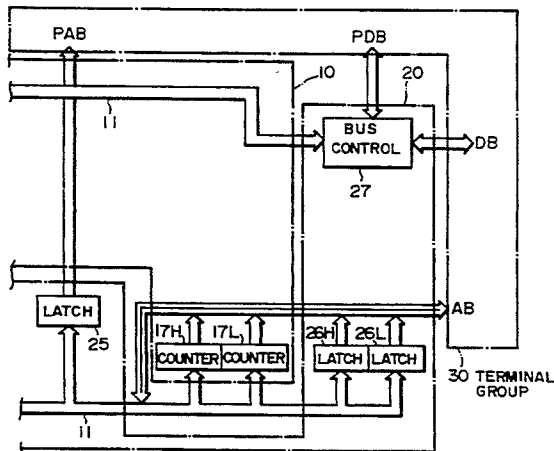 PAB
PDB
10
20
11
BUS
CONTROL
DB
27
LATCH
25
17H
17L
26H
26L
AB
COUNTER
COUNTER
LATCH
LATCH
30 TERMINAL
GROUP
11